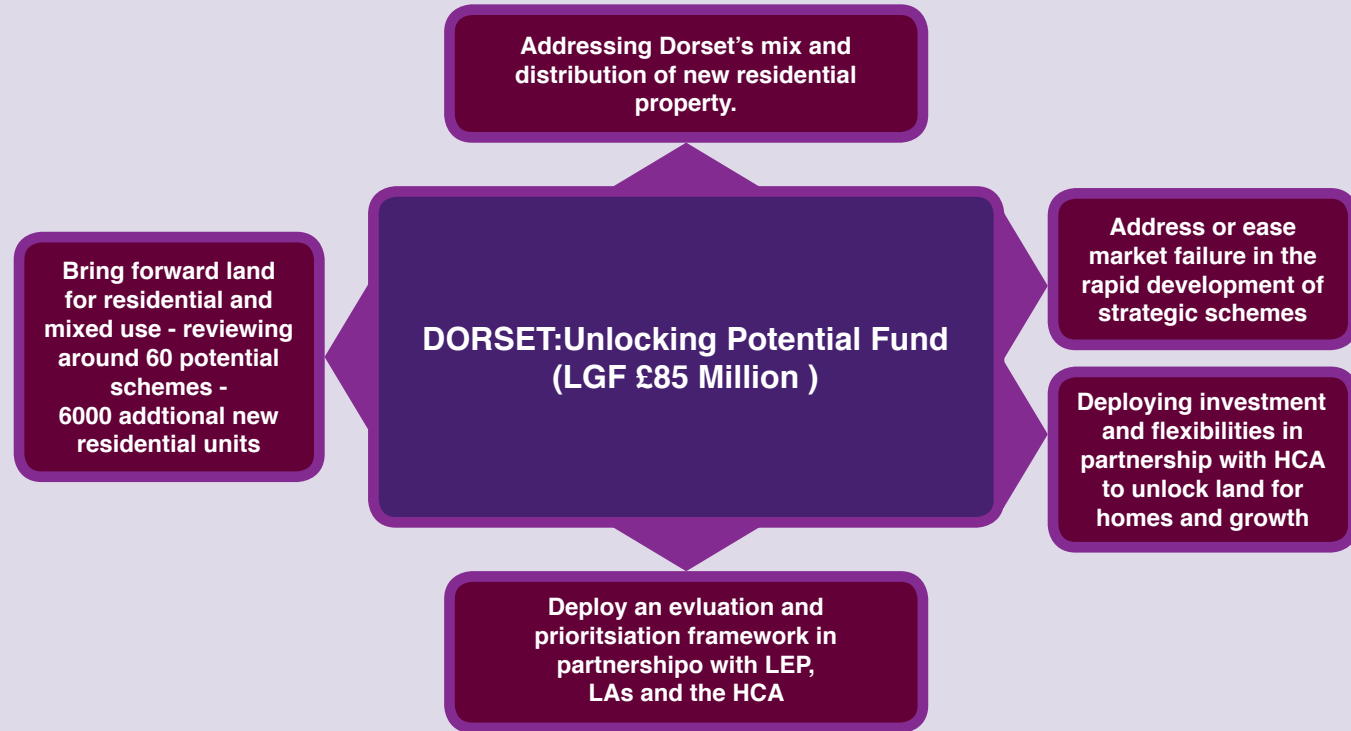 Addressing Dorset’s mix and
distribution of new residential
property.
Bring forward land
for residential and
mixed use - reviewing
around 60 potential
schemes -
6000 addtional new
residential units
DORSET:Unlocking Potential Fund
(LGF £85 Million )
Address or ease
market failure in the
rapid development of
strategic schemes
Deploying investment
and flexibilities in
partnership with HCA
to unlock land for
homes and growth
Deploy an evluation and
prioritsiation framework in
partnershipo with LEP,
LAs and the HCA